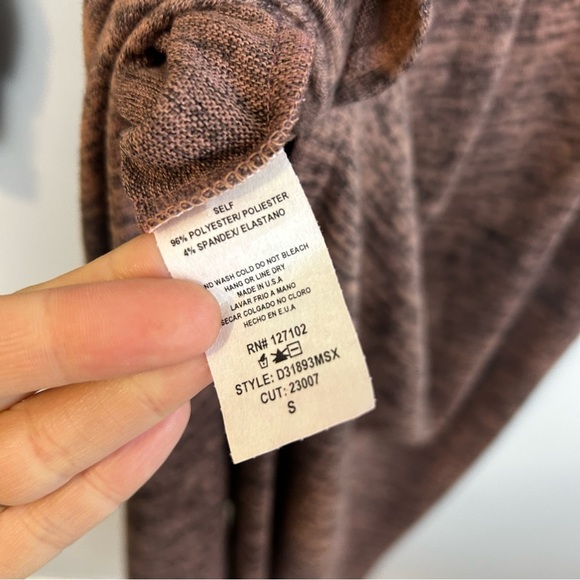 SELF
96% POLYESTER/ POLIESTER
4% SPANDEX/ ELASTANO
WASH COLD DO NOT BLEACH
HANG OR LINE DRY
MADE IN U.S.A
LAVAR FRIO A MANO
SECAR COLGADO NO CLORO
HECHO EN E.U.A
RN# 127102
STYLE: D31893MSX
CUT: 23007
S